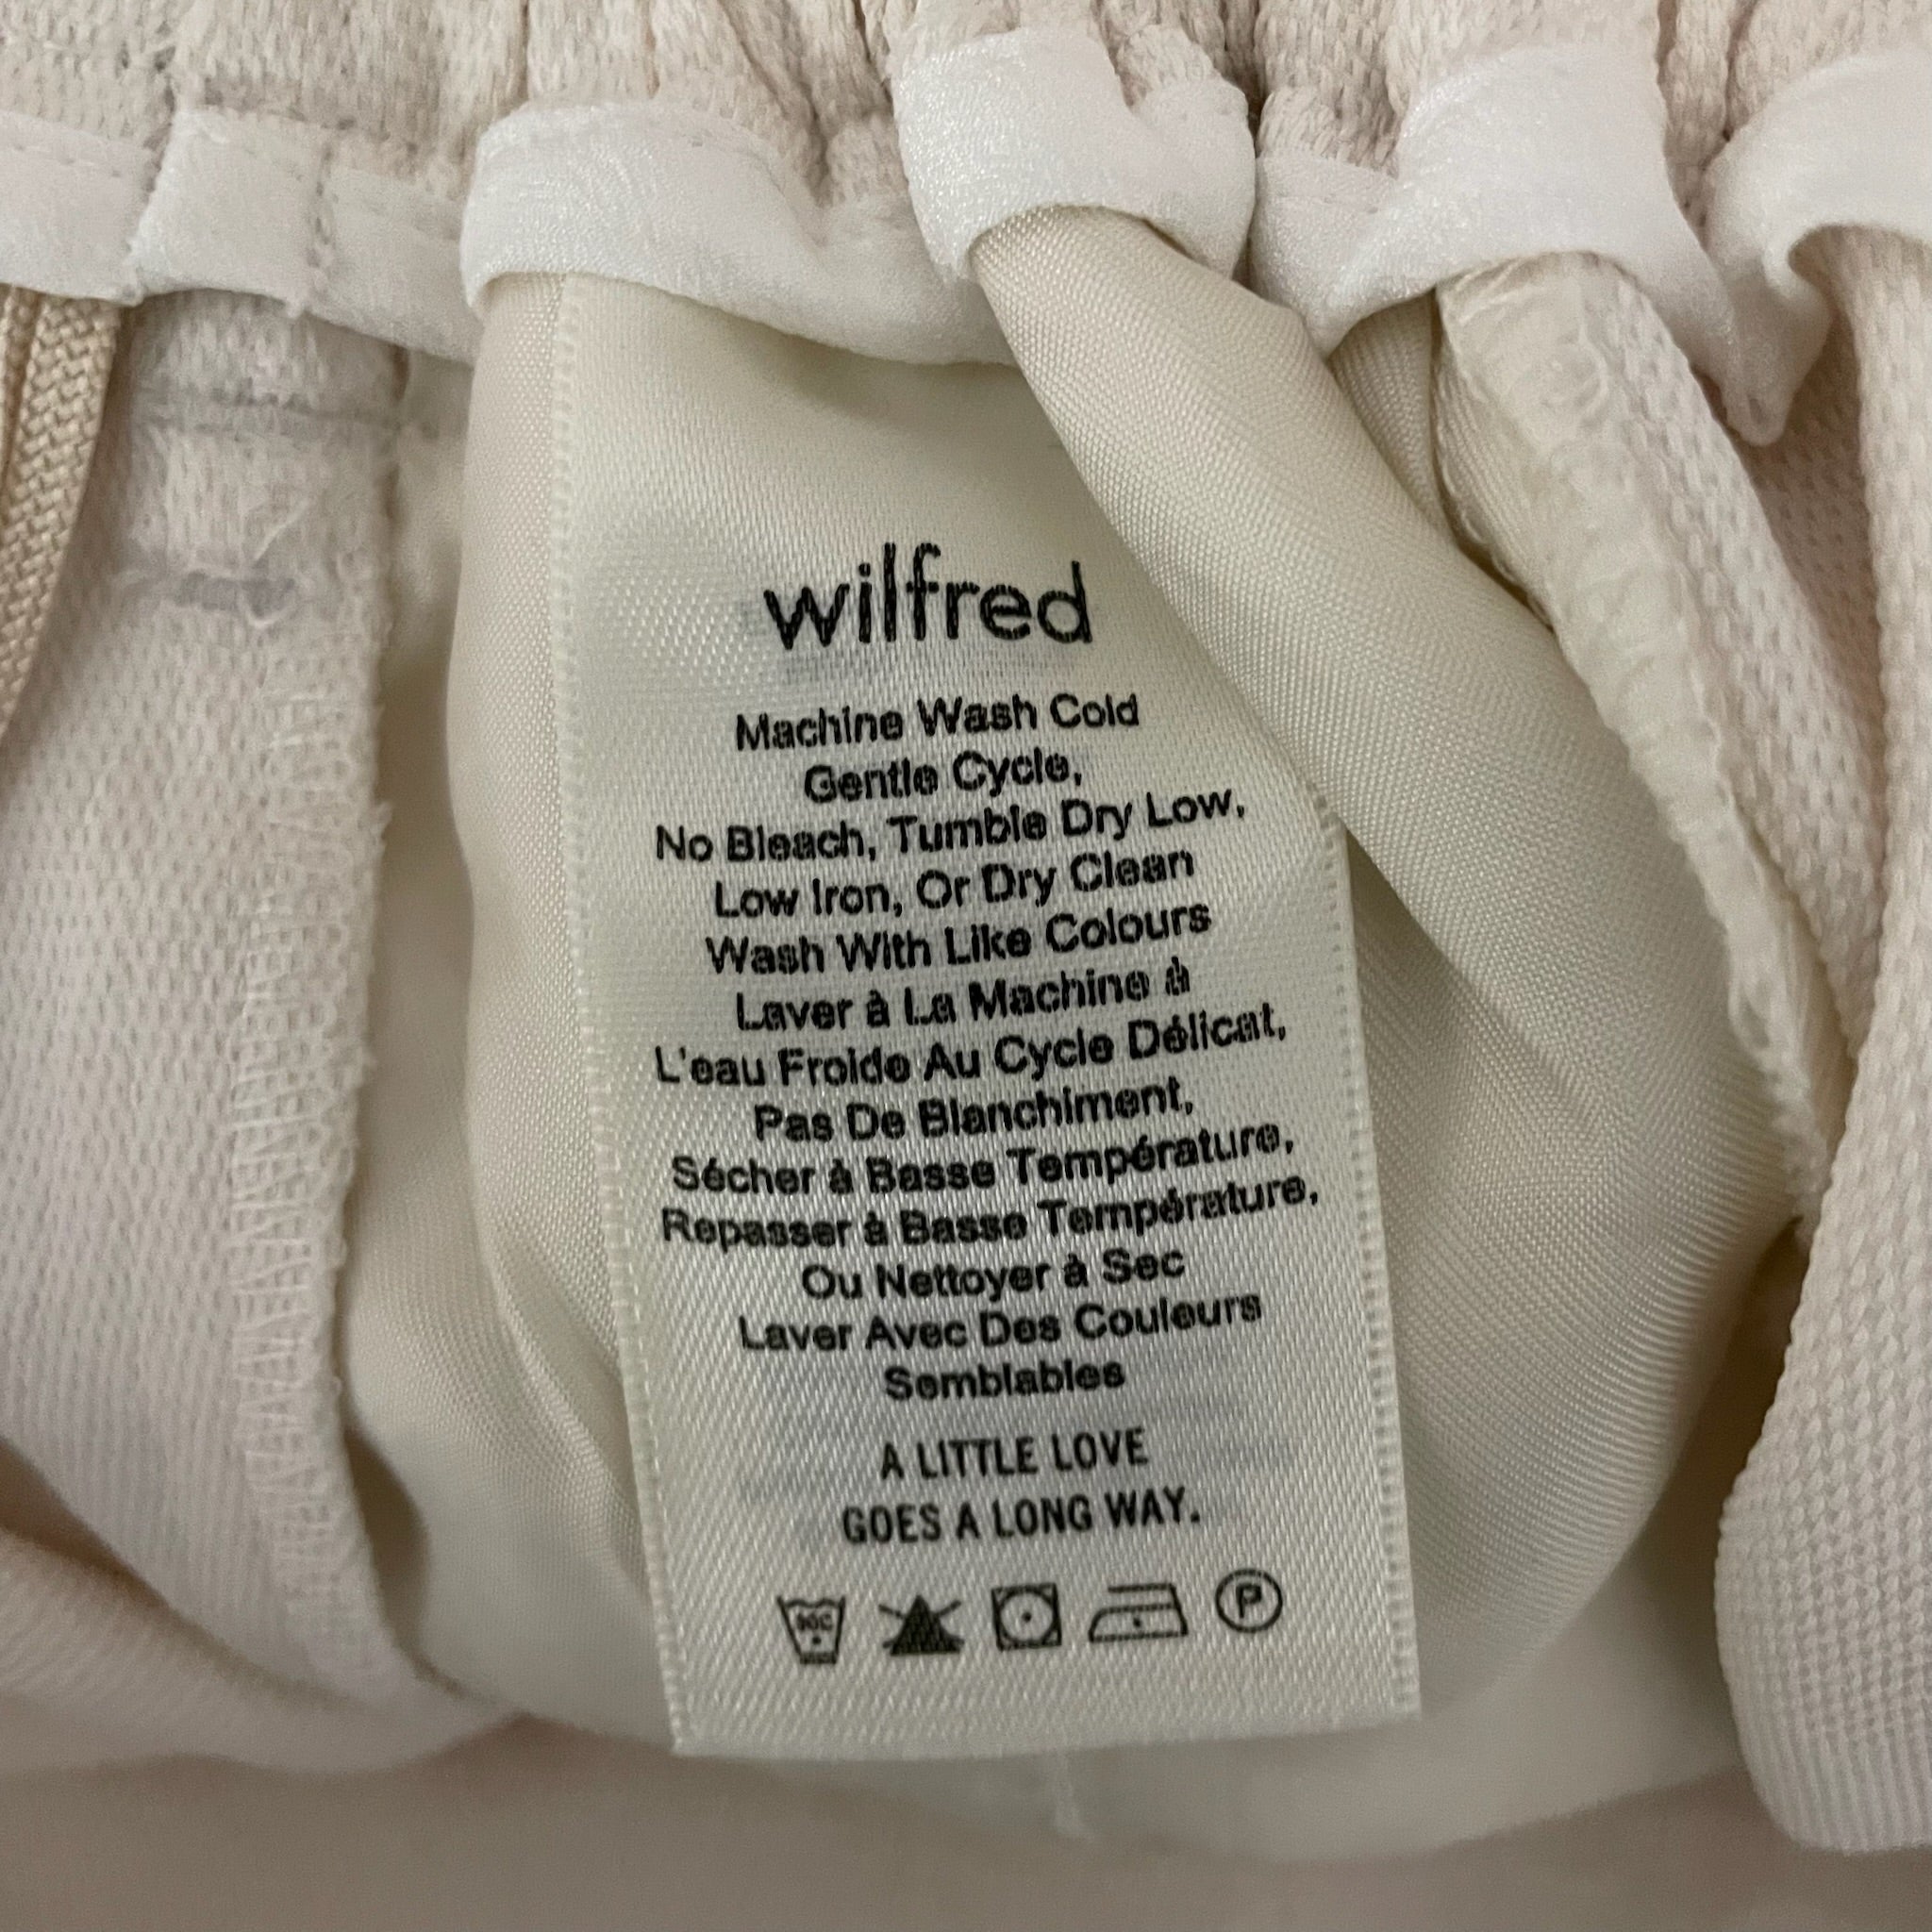 wilfred
Machine Wash Cold
Gentle Cycle,
No Bleach, Tumble Dry Low,
Low Iron, Or Dry Clean
Wash With Like Colours
Laver à La Machine à
L'eau Froide Au Cycle Délicat,
Pas De Blanchiment,
Sécher à Basse Température,
Repasser à Basse Température,
Ou Nettoyer à Sec
Laver Avec Des Couleurs
Semblables
A LITTLE LOVE
GOES A LONG WAY.
30C P